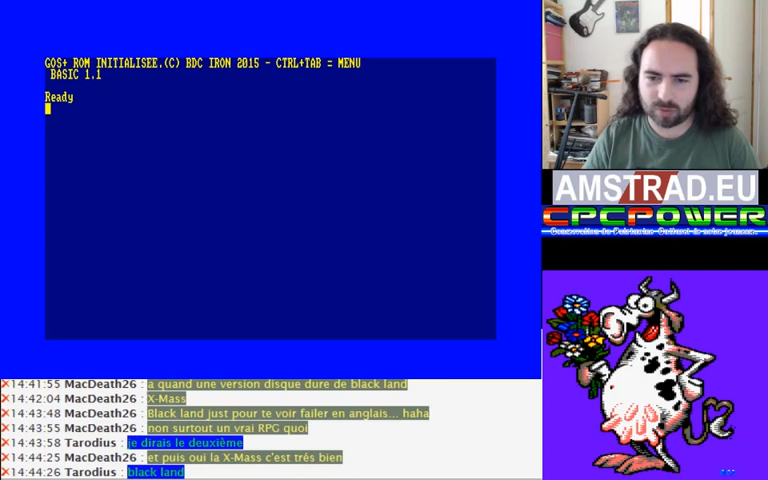 GOS+ ROM INITIALISEE.(C) BDC IRON 2015 - CTRL+TAB = MENU
BASIC 1.1
Ready
AMSTRAD.EU
CPCPOWER
14:41:55 MacDeath26 : a quand une version disque dure de black land
14:42:04 MacDeath26 : X-Mass
14:43:48 MacDeath26 : Black land just pour te voir failer en anglais... haha
14:43:55 MacDeath26 : non surtout un vrai RPG quoi
14:43:58 Tarodius : je dirais le deuxième
14:44:25 MacDeath26 : et puis oui la X-Mass c'est trés bien
14:44:26 Tarodius : black land